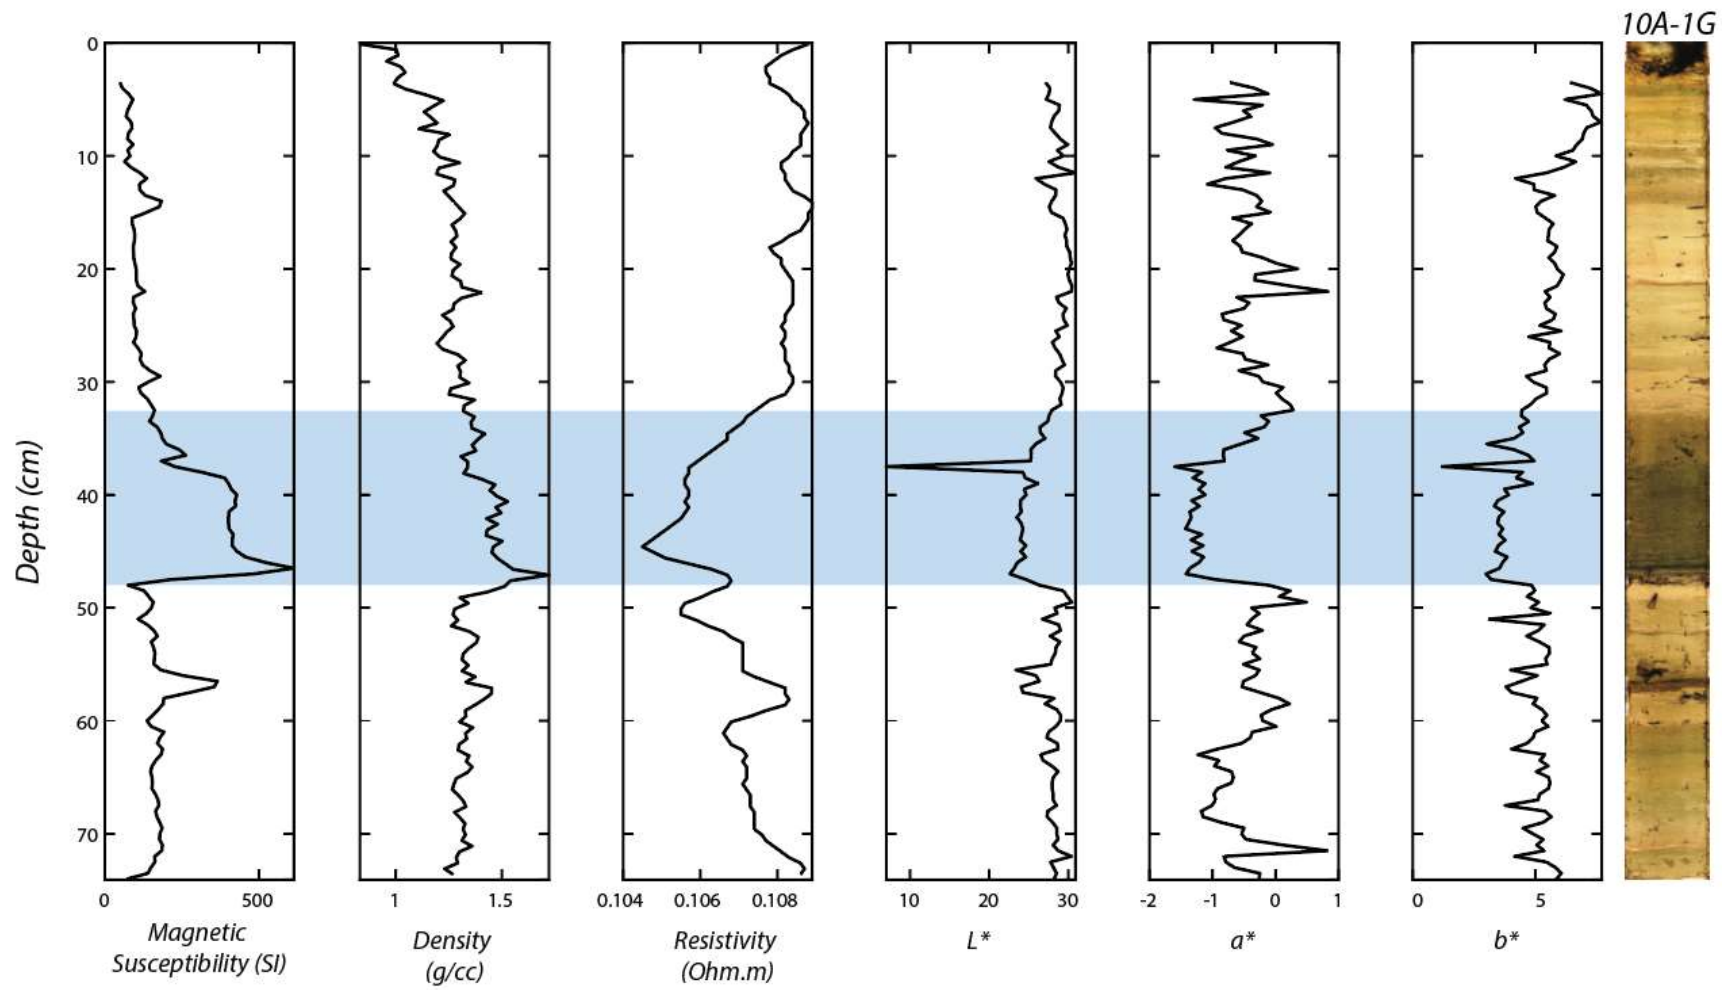 10A-1G
0
10
20
30
40
50
60
70
Depth (cm)
0 500
1 1.5
0.104 0.106 0.108
10 20 30
-2 -1 0 1
0 5
Magnetic
Susceptibility (SI)
Density
(g/cc)
Resistivity
(Ohm.m)
L*
a*
b*